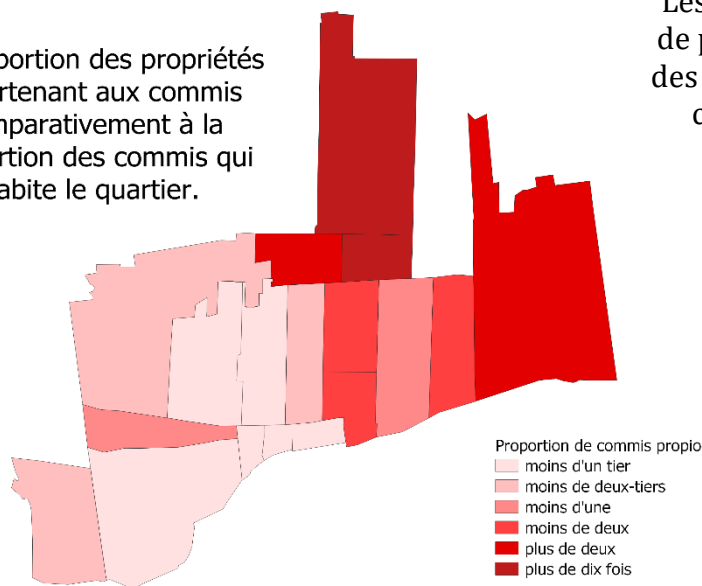 portion des propriétés
rtenant aux commis
mparativement à la
rtion des commis qui
abite le quartier.
Les
de p
des
Proportion de commis propio
moins d'un tier
moins de deux-tiers
moins d'une
moins de deux
plus de deux
plus de dix fois